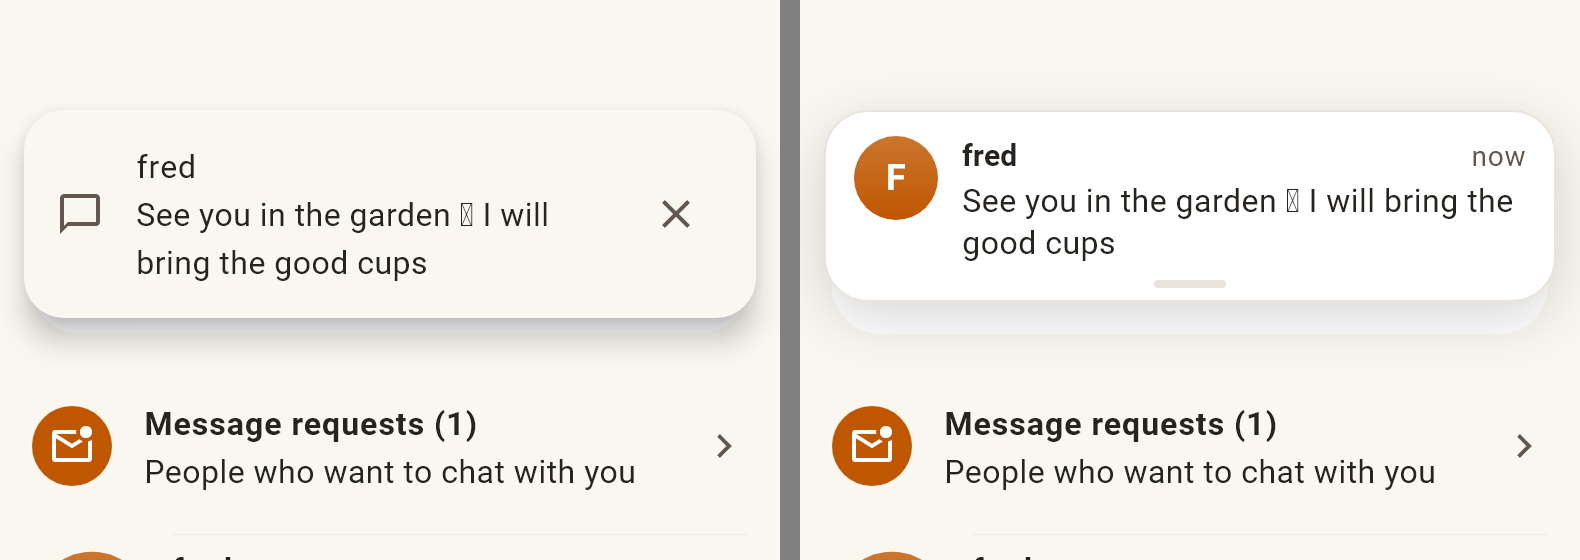 fred
See you in the garden I will
bring the good cups
Message requests (1)
People who want to chat with you
F
fred
now
See you in the garden I will bring the
good cups
Message requests (1)
People who want to chat with you